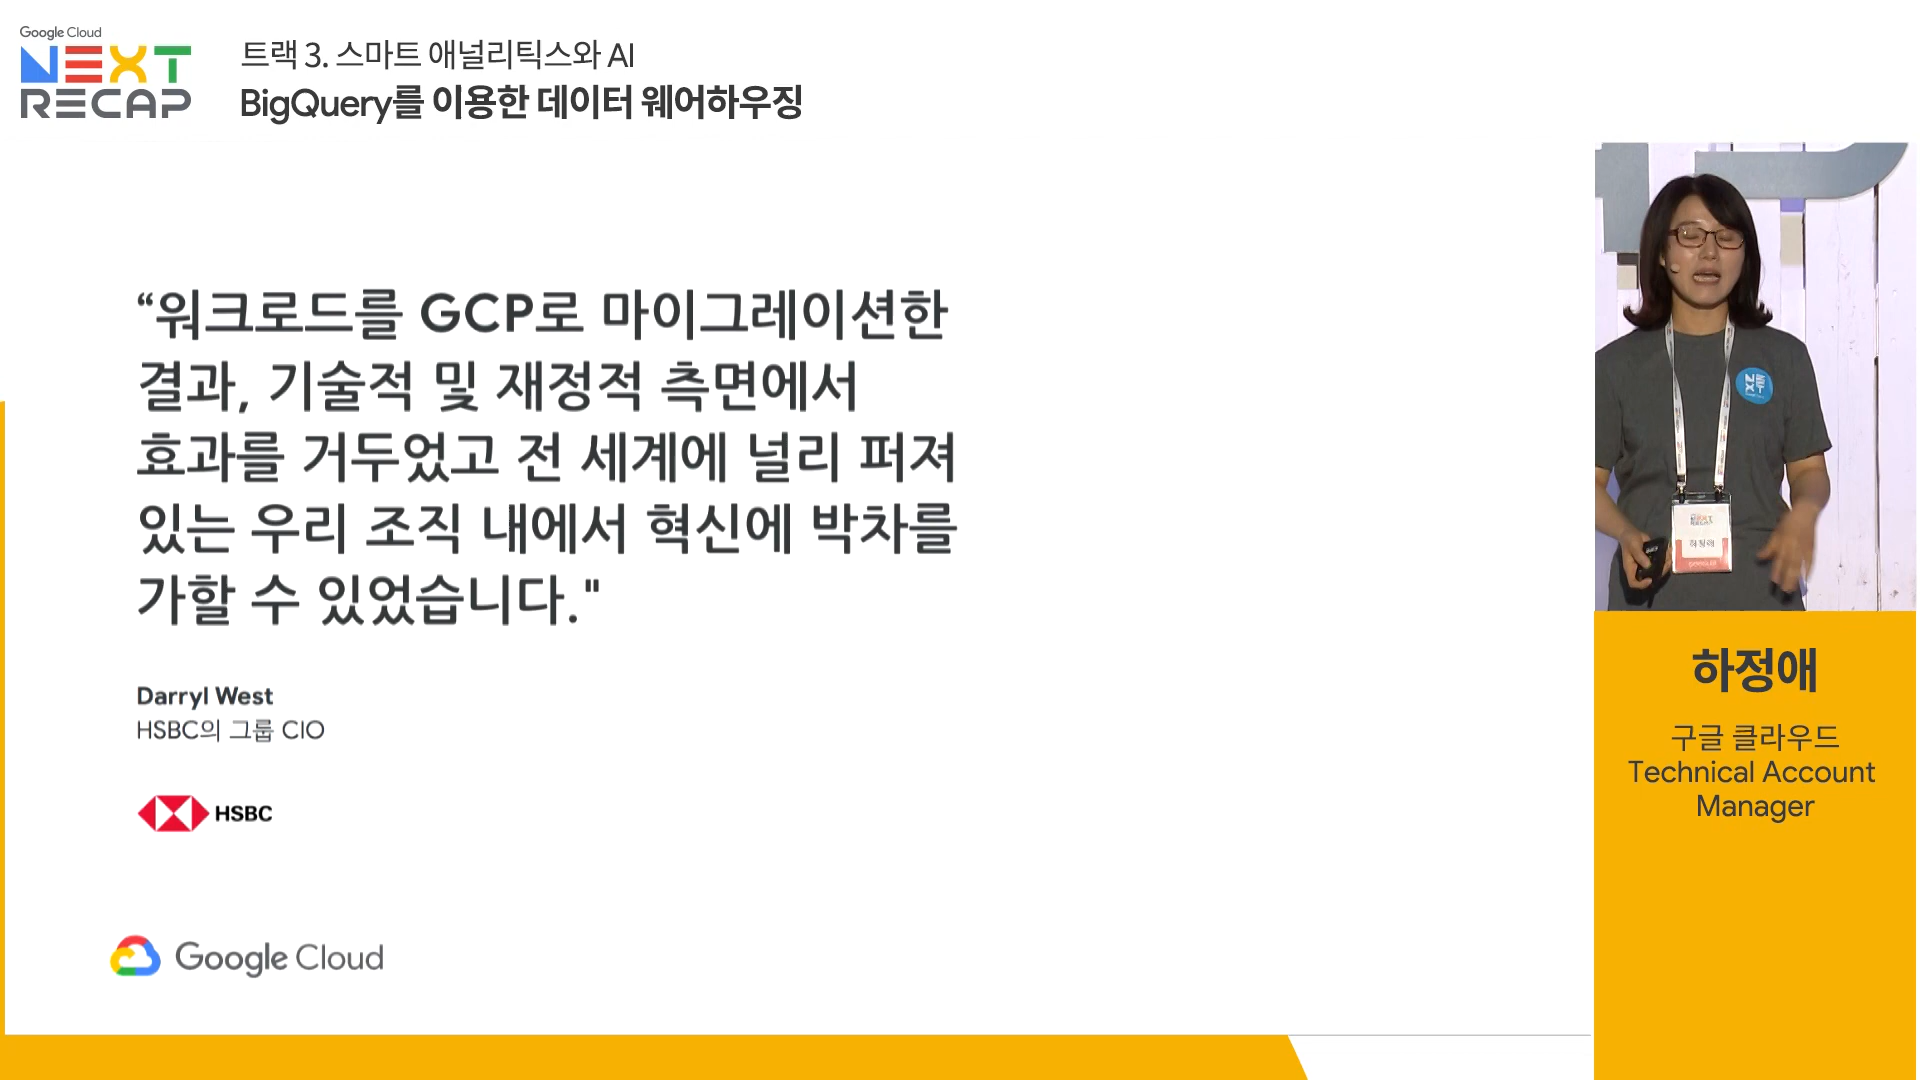 Google Cloud
NEXT
RECAP
트랙 3. 스마트 애널리틱스와 AI
BigQuery를 이용한 데이터 웨어하우징
“워크로드를 GCP로 마이그레이션한
결과, 기술적 및 재정적 측면에서
효과를 거두었고 전 세계에 널리 퍼져
있는 우리 조직 내에서 혁신에 박차를
가할 수 있었습니다."
Darryl West
HSBC의 그룹 CIO
HSBC
Google Cloud
NEXT
NEXT
RECAP
하정애
하정애
구글 클라우드
Technical Account
Manager